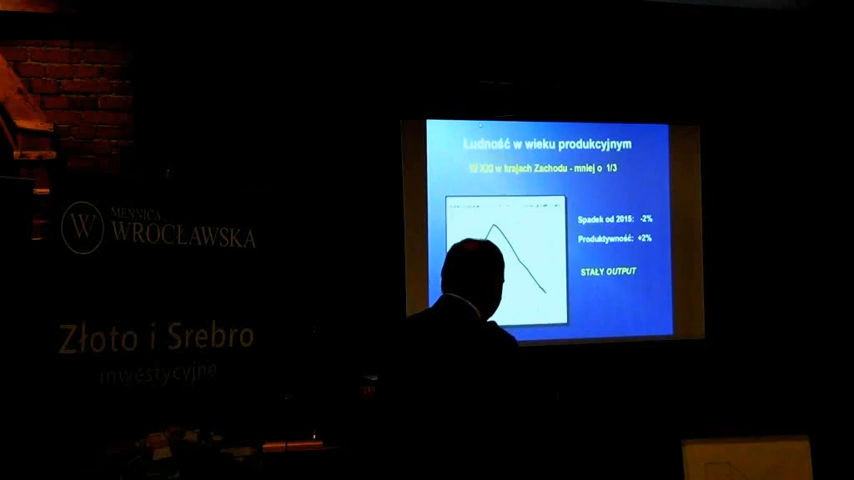 W
MENNICA
WROCŁAWSKA
Złoto i Srebro
inwestycyjne
Ludność w wieku produkcyjnym
W XXI w krajach Zachodu - mniej o 1/3
Spadek od 2015: -2%
Produktywność: +2%
STAŁY OUTPUT